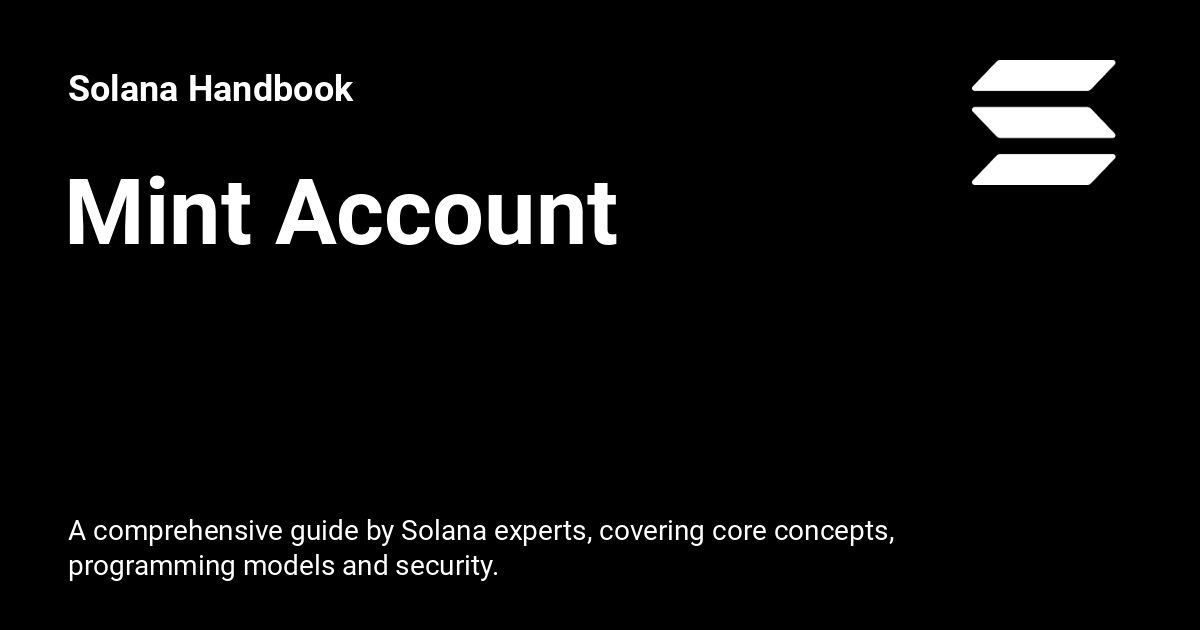 Solana Handbook
Mint Account
A comprehensive guide by Solana experts, covering core concepts,
programming models and security.